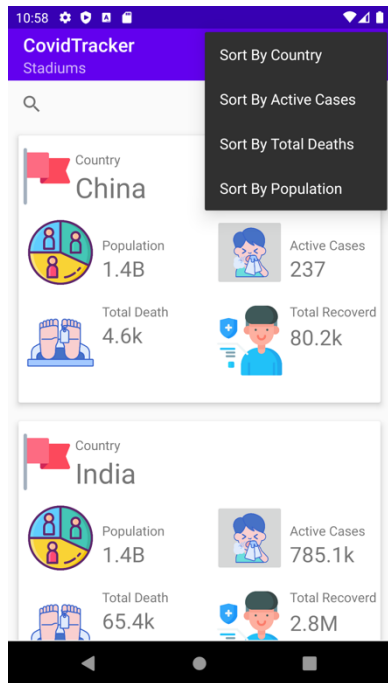 10:58
CovidTracker
Stadiums
Sort By Country
Sort By Active Cases
Sort By Total Deaths
Sort By Population
Country
China
Population
1.4B
Active Cases
237
Total Death
4.6k
Total Recoverd
80.2k
Country
India
Population
1.4B
Active Cases
785.1k
Total Death
65.4k
Total Recoverd
2.8M